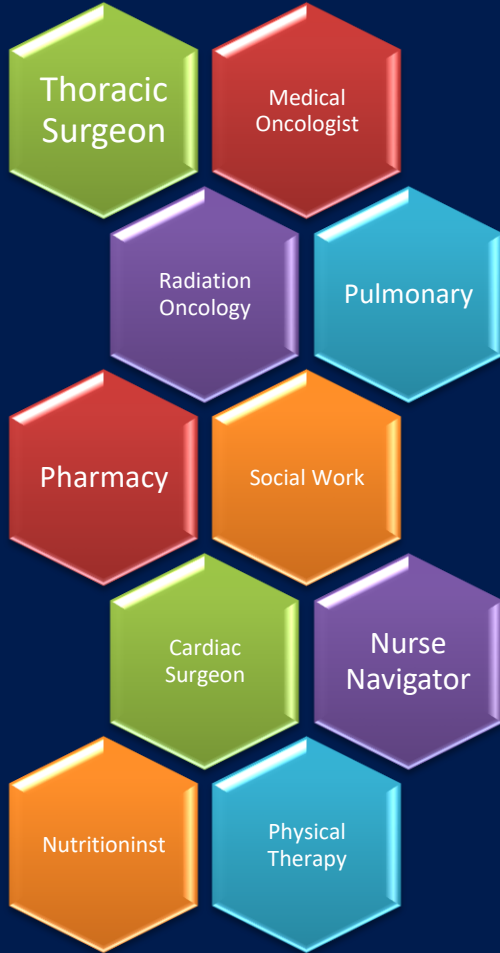 Thoracic
Surgeon
Medical
Oncologist
Radiation
Oncology
Pulmonary
Pharmacy
Social Work
Cardiac
Surgeon
Nurse
Navigator
Nutritioninst
Physical
Therapy